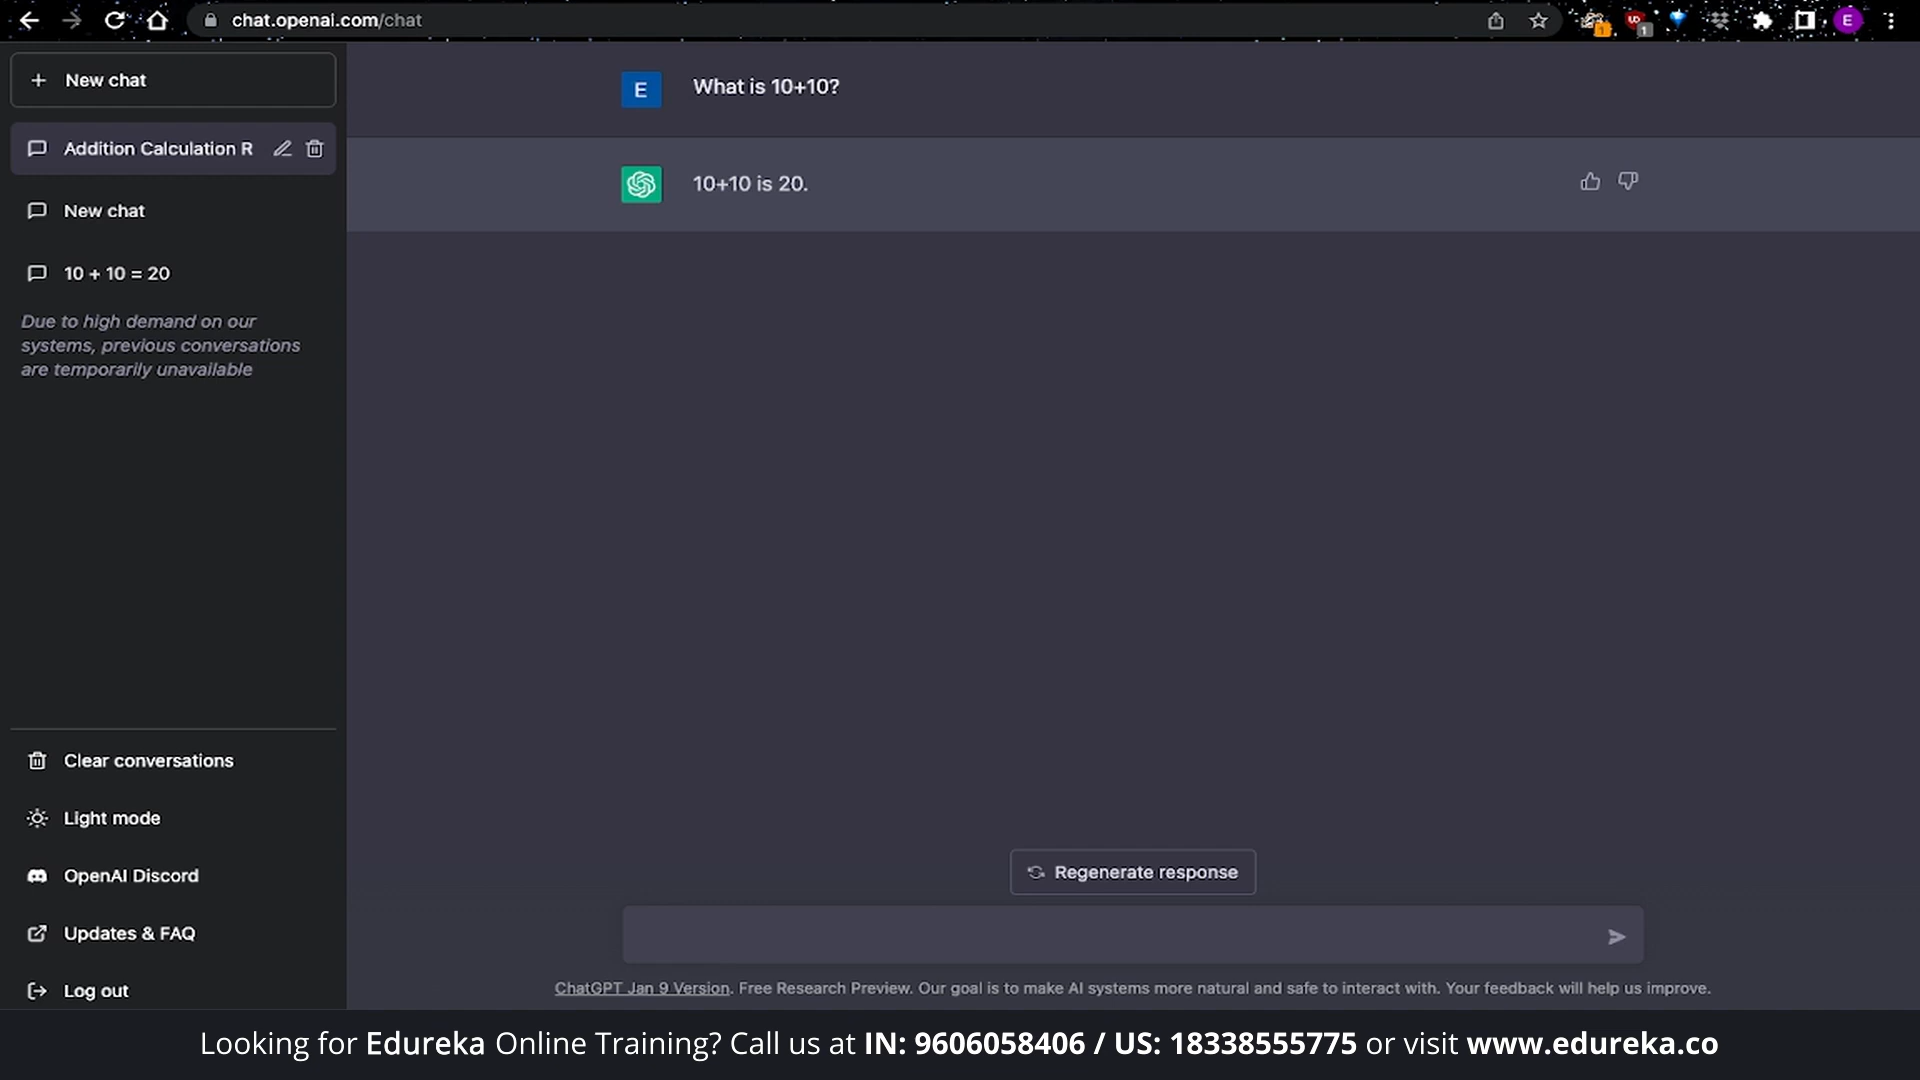 chat.openai.com/chat
1
1
E
New chat
Addition Calculation R
New chat
10 + 10 = 20
Due to high demand on our
systems, previous conversations
are temporarily unavailable
Clear conversations
Light mode
OpenAI Discord
Updates & FAQ
Log out
E
What is 10+10?
10+10 is 20.
Regenerate response
ChatGPT Jan 9 Version. Free Research Preview. Our goal is to make AI systems more natural and safe to interact with. Your feedback will help us improve.
Looking for Edureka Online Training? Call us at IN: 9606058406 / US: 18338555775 or visit www.edureka.co